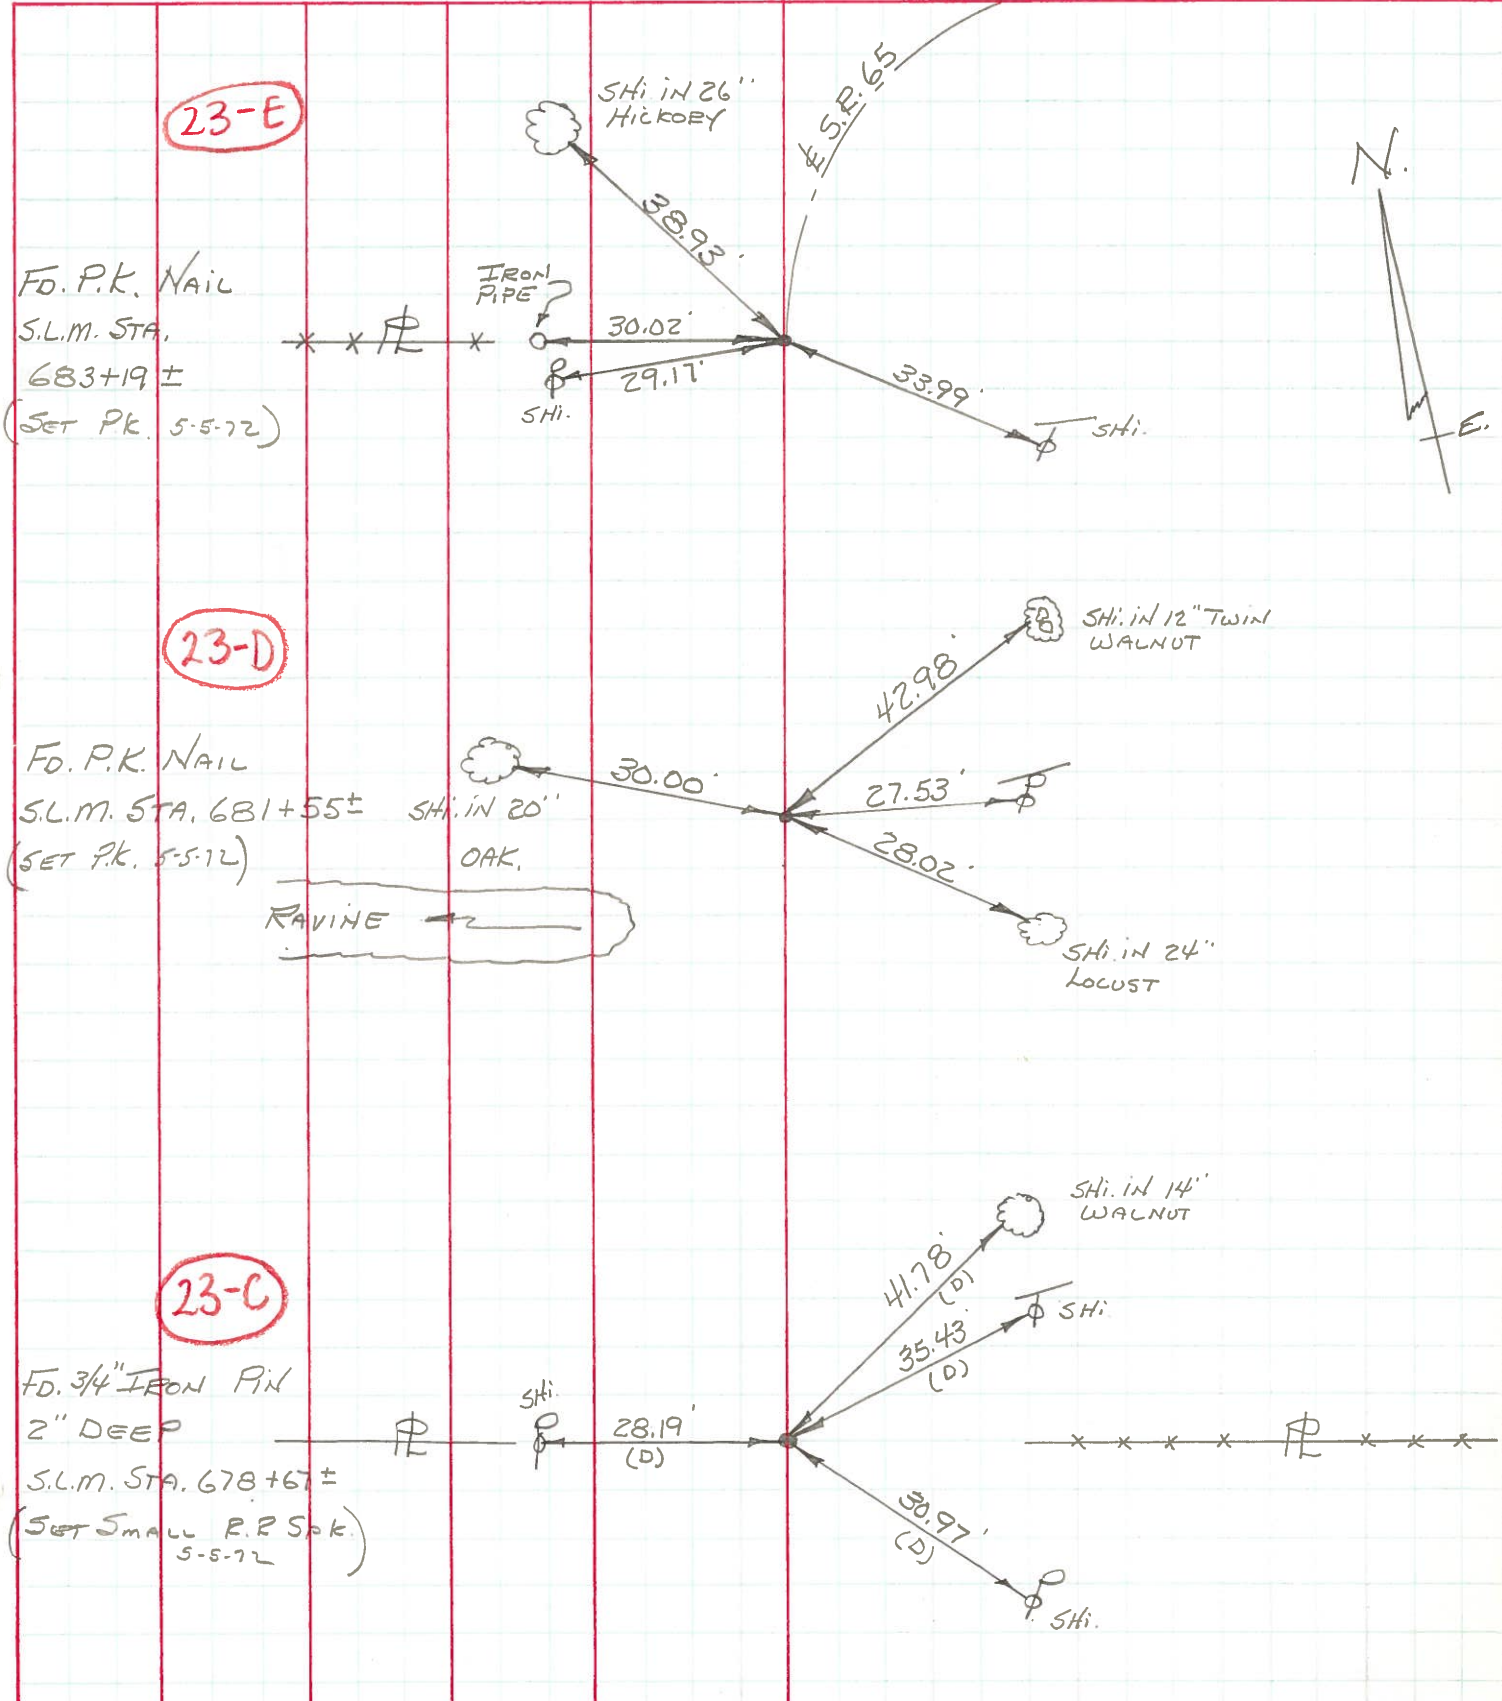 23-E
SHi. iN 26"
HiCKORY
℄ S.R. 65
N.
E.
38.93'
FD. P.K. NAiL
S.L.M. STA.
683+19 ±
(SET P.K. 5-5-72)
℄
IRON
PIPE
30.02'
29.17'
SHi.
33.99'
SHi.
23-D
SHi. iN 12" TWiN
WALNUT
42.98'
FD. P.K. NAIL
S.L.M. STA. 681+55±
(SET P.K. 5-5-72)
SHi. iN 20"
OAK.
30.00'
27.53'
28.02'
RAVINE
SHi. iN 24"
LOCUST
SHi. iN 14"
WALNUT
23-C
41.78'
(D)
35.43'
(D)
SHi.
FD. 3/4" IRON PiN
2" DEEP
S.L.M. STA. 678+67±
(SET SMALL R.R SPK.)
5-5-72
PL
SHi.
28.19'
(D)
PL
30.97'
(D)
SHi.